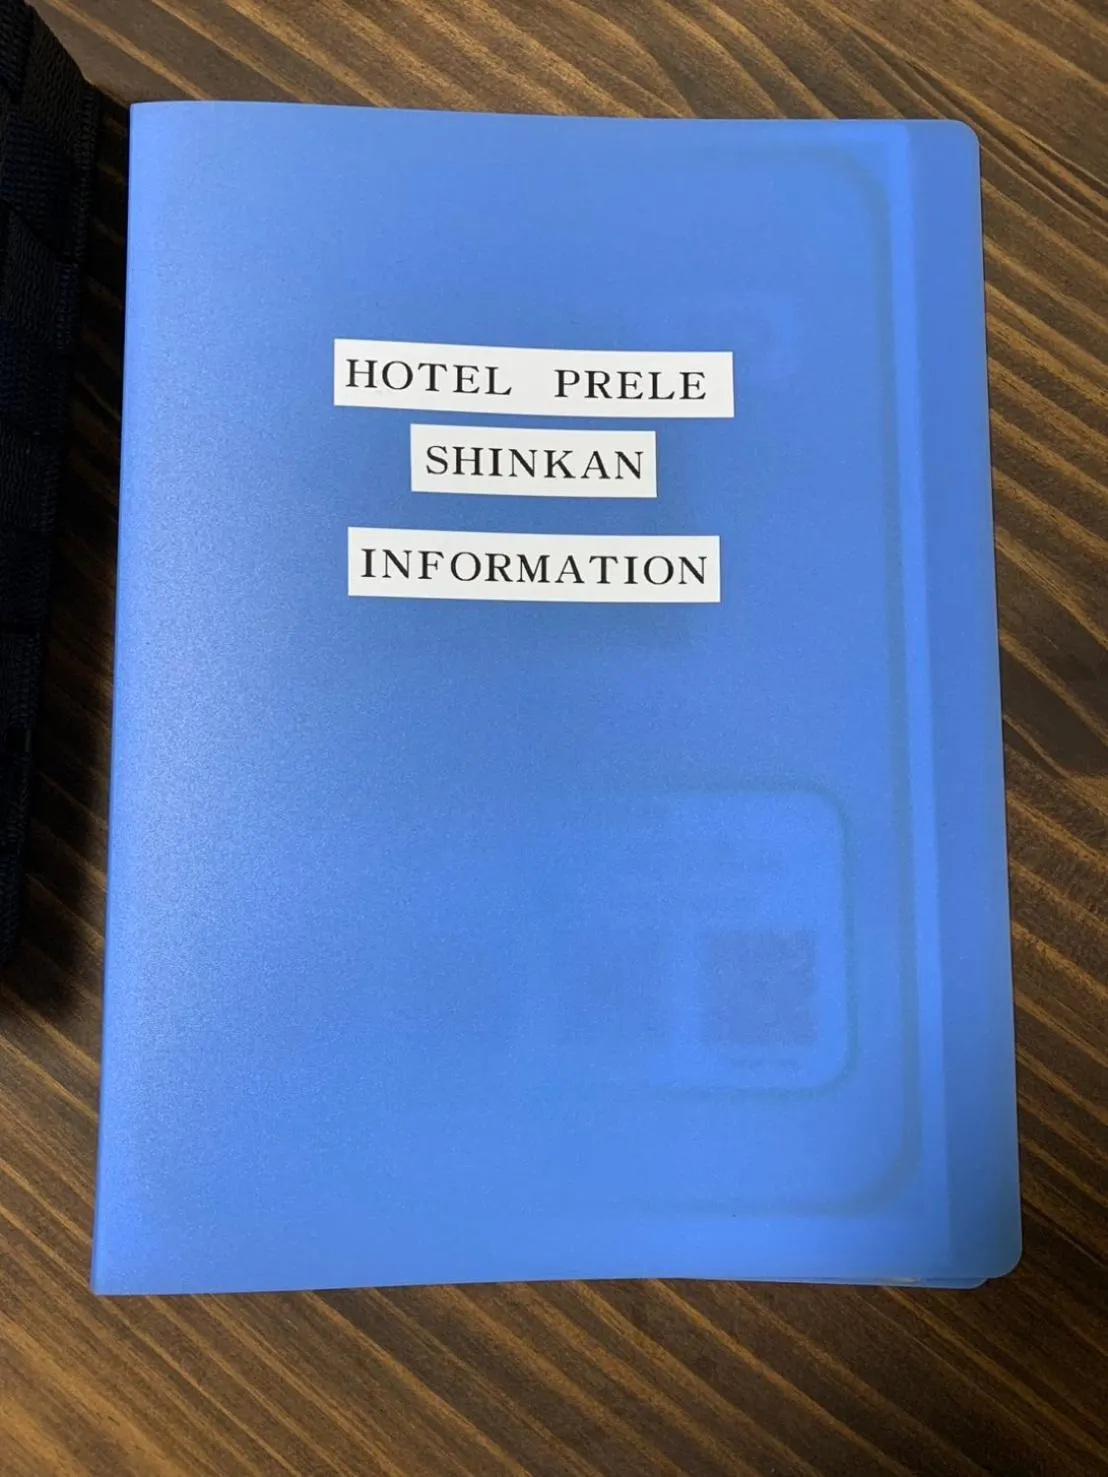 HOTEL PRELE
SHINKAN
INFORMATION